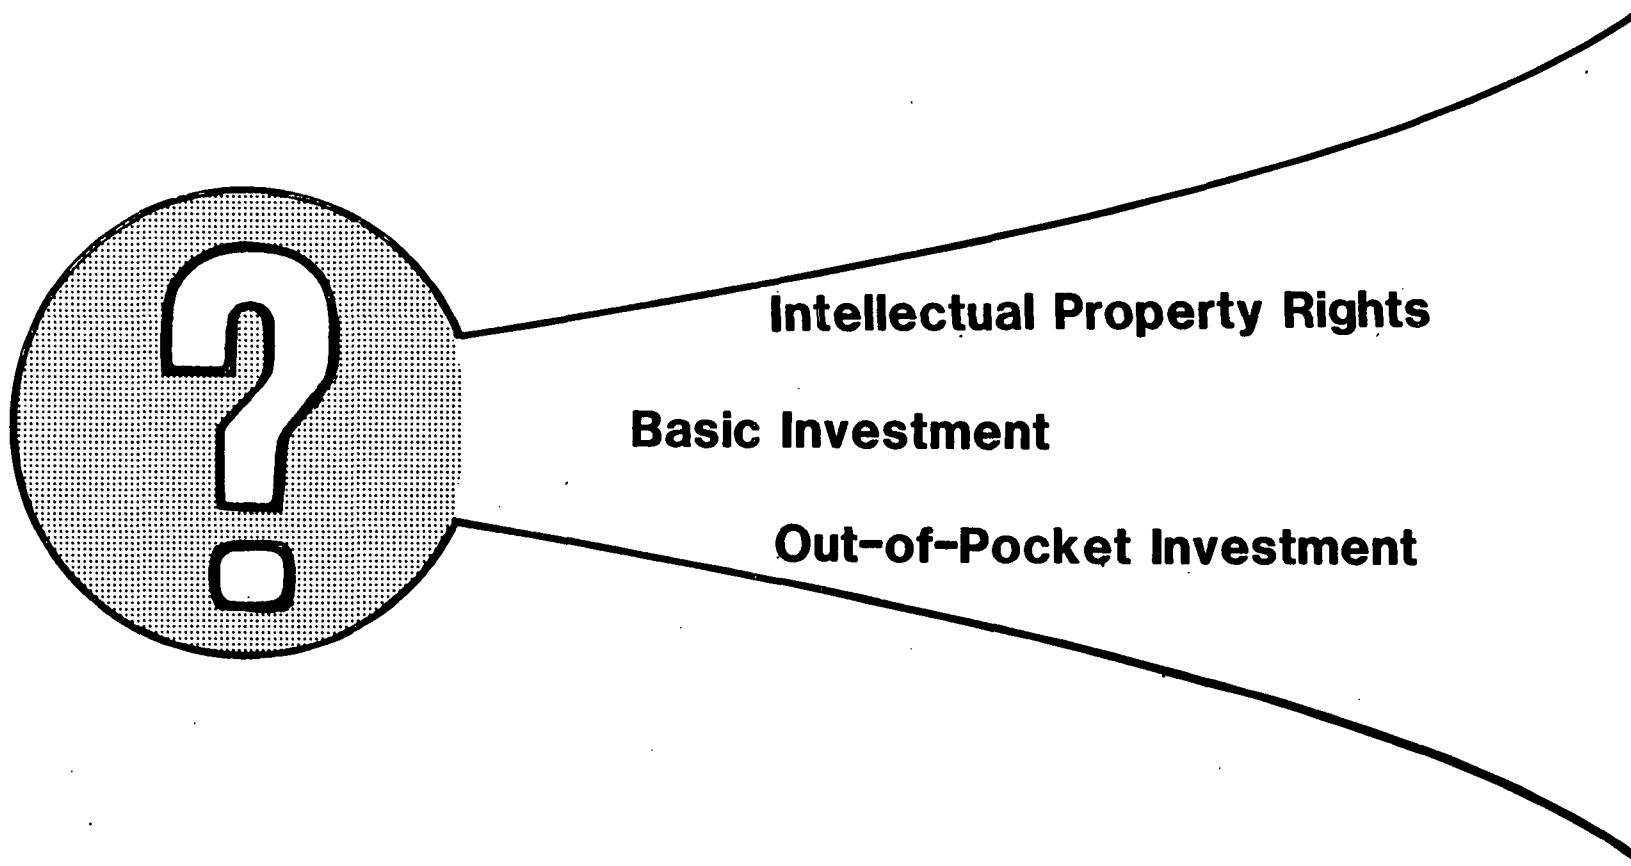 ?
Intellectual Property Rights
Basic Investment
Out-of-Pocket Investment